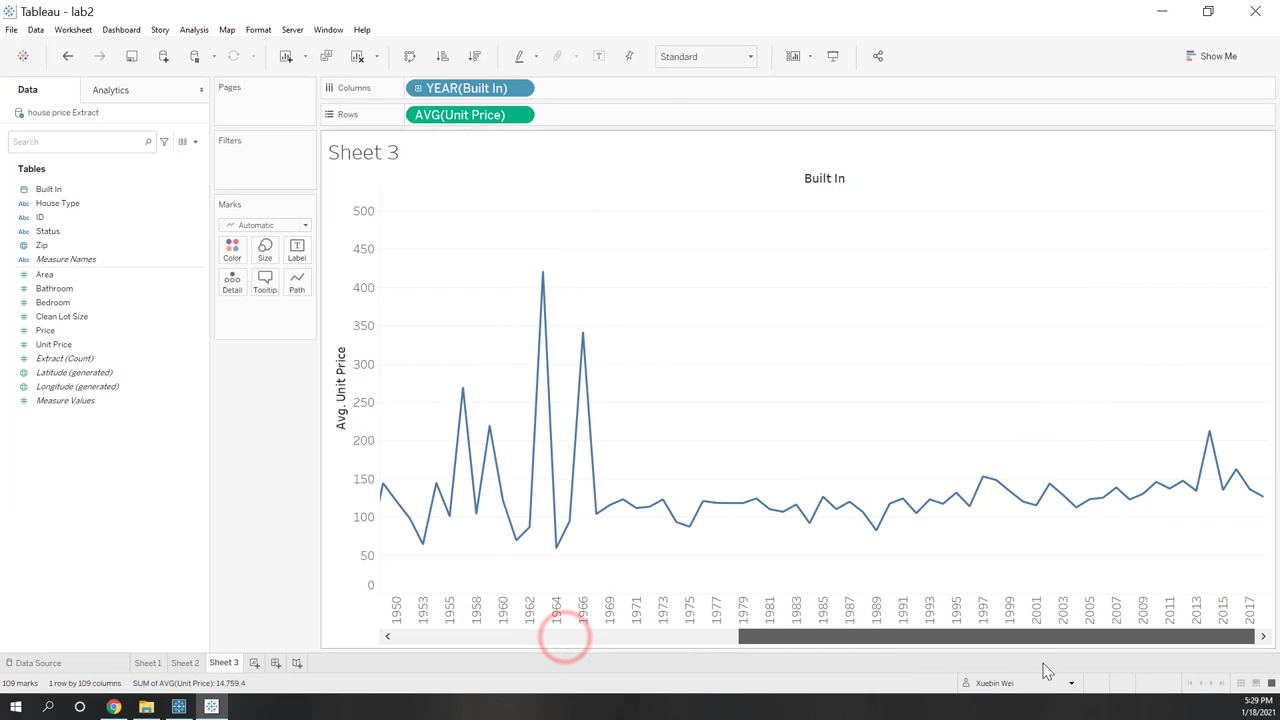 Tableau - lab2
File Data Worksheet Dashboard Story Analysis Map Format Server Window Help
Standard
Show Me
Data Analytics
house price Extract
Search
Tables
Built In
House Type
ID
Status
Zip
Measure Names
Area
Bathroom
Bedroom
Clean Lot Size
Price
Unit Price
Extract (Count)
Latitude (generated)
Longitude (generated)
Measure Values
Pages
Filters
Marks
Automatic
Color Size Label
Detail Tooltip Path
Columns YEAR(Built In)
Rows AVG(Unit Price)
Sheet 3
Built In
Avg. Unit Price
500
450
400
350
300
250
200
150
100
50
0
1950 1953 1955 1958 1960 1962 1964 1966 1969 1971 1973 1975 1977 1979 1981 1983 1985 1987 1989 1991 1993 1995 1997 1999 2001 2005 2007 2009 2011 2013 2015 2017
Data Source Sheet 1 Sheet 2 Sheet 3
109 marks 1 row by 109 columns SUM of AVG(Unit Price): 14,759.4
Xuebin Wei
5:29 PM
1/18/2021